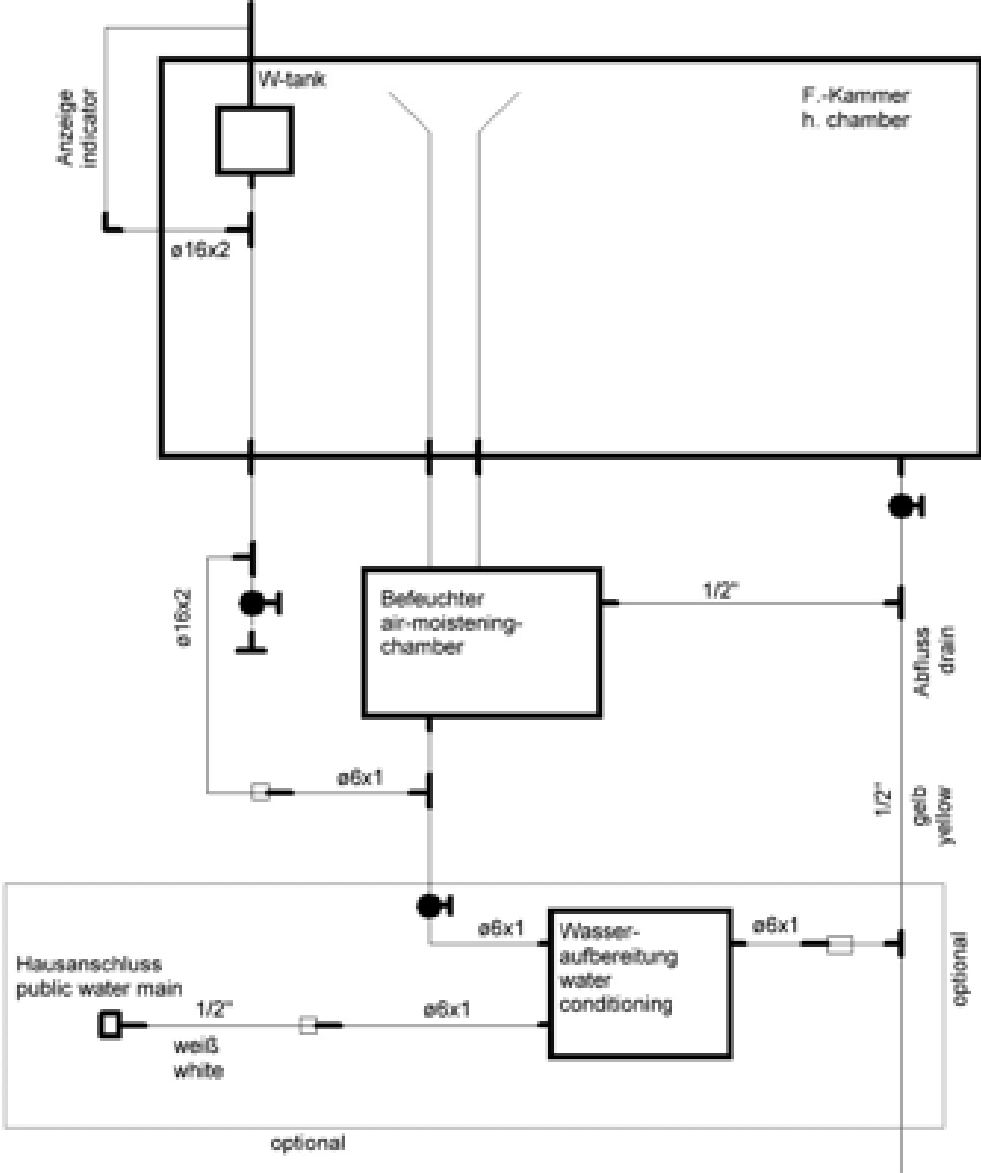 W-tank
F.-Kammer
h. chamber
Anzeige
indicator
ø16x2
ø16x2
Befeuchter
air-moistening-
chamber
1/2"
Abfluss
drain
ø6x1
1/2"
gelb
yellow
ø6x1
Wasser-
aufbereitung
water
conditioning
ø6x1
optional
Hausanschluss
public water main
1/2"
weiß
white
ø6x1
optional